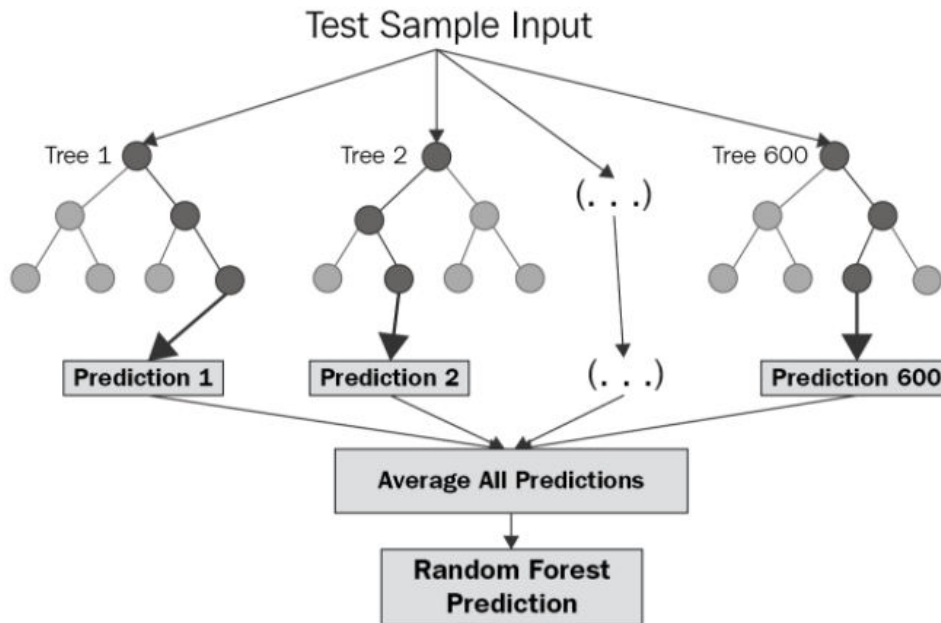 Test Sample Input
Tree 1
Tree 2
(. . .)
Tree 600
Prediction 1
Prediction 2
(. . .)
Prediction 600
Average All Predictions
Random Forest
Prediction